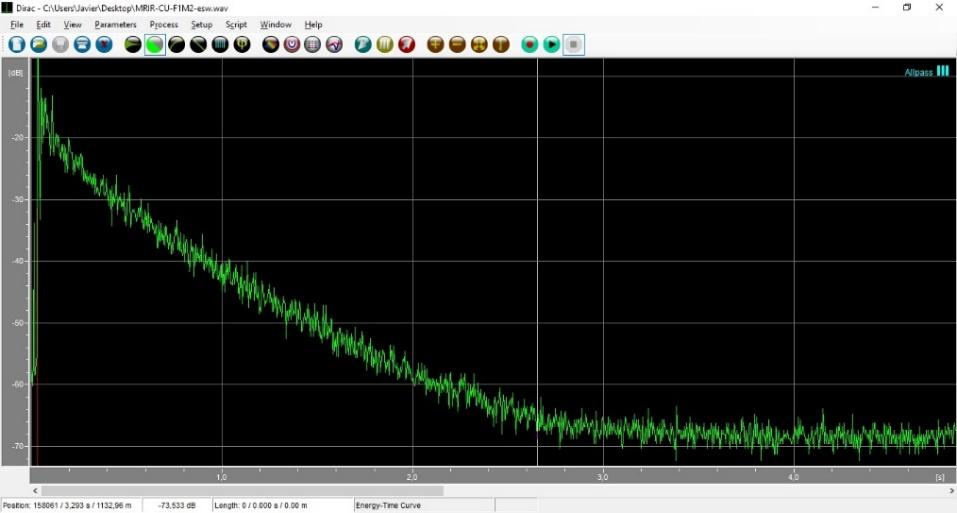 Dirac - C:\Users\Javier\Desktop\MRIR-CU-F1M2-esw.wav
File Edit View Parameters Process Setup Script Window Help
[dB]
Allpass
-20
-30
-40
-50
-60
-70
1,0 2,0 3,0 4,0 [s]
Position: 158061 / 3,293 s / 1132,96 m -73,533 dB Length: 0 / 0.000 s / 0.00 m Energy-Time Curve